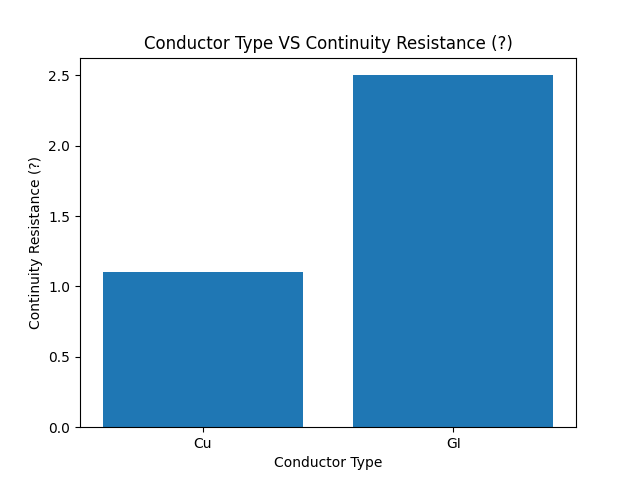 Conductor Type VS Continuity Resistance (?)
Continuity Resistance (?)
2.5
2.0
1.5
1.0
0.5
0.0
Cu
GI
Conductor Type